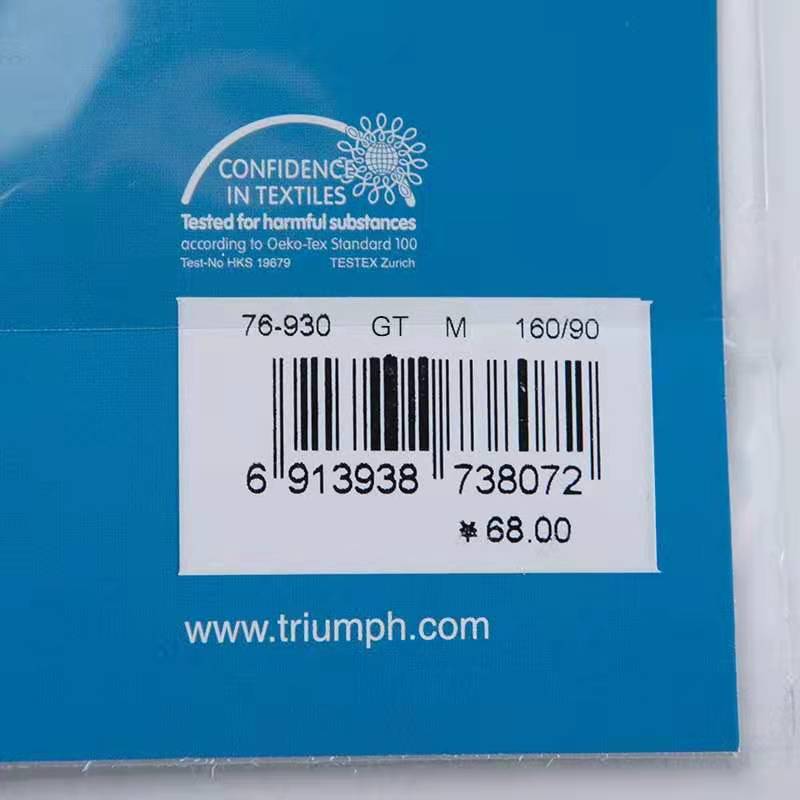 CONFIDENCE
IN TEXTILES
Tested for harmful substances
according to Oeko-Tex Standard 100
Test-No HKS 19679 TESTEX Zurich
76-930 GT M 160/90
6 913938 738072
¥ 68.00
www.triumph.com